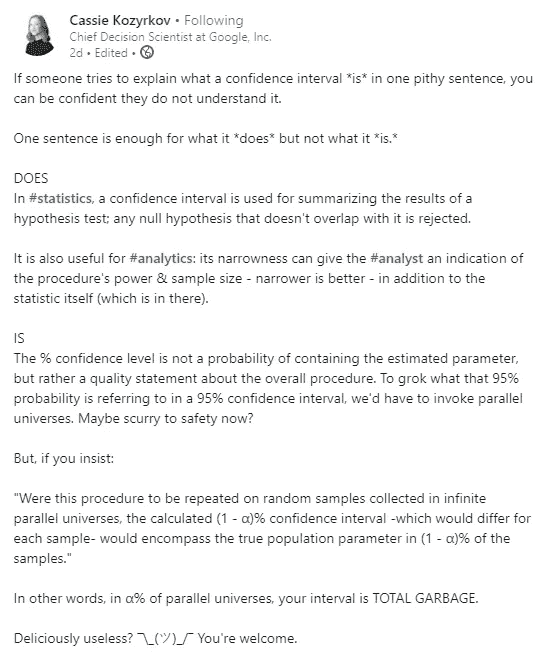 Cassie Kozyrkov • Following
Chief Decision Scientist at Google, Inc.
2d • Edited •
If someone tries to explain what a confidence interval *is* in one pithy sentence, you
can be confident they do not understand it.
One sentence is enough for what it *does* but not what it *is.*
DOES
In #statistics, a confidence interval is used for summarizing the results of a
hypothesis test; any null hypothesis that doesn't overlap with it is rejected.
It is also useful for #analytics: its narrowness can give the #analyst an indication of
the procedure's power & sample size - narrower is better - in addition to the
statistic itself (which is in there).
IS
The % confidence level is not a probability of containing the estimated parameter,
but rather a quality statement about the overall procedure. To grok what that 95%
probability is referring to in a 95% confidence interval, we'd have to invoke parallel
universes. Maybe scurry to safety now?
But, if you insist:
"Were this procedure to be repeated on random samples collected in infinite
parallel universes, the calculated (1 - α)% confidence interval -which would differ for
each sample- would encompass the true population parameter in (1 - α)% of the
samples."
In other words, in α% of parallel universes, your interval is TOTAL GARBAGE.
Deliciously useless? ¯\_(ツ)_/¯ You're welcome.